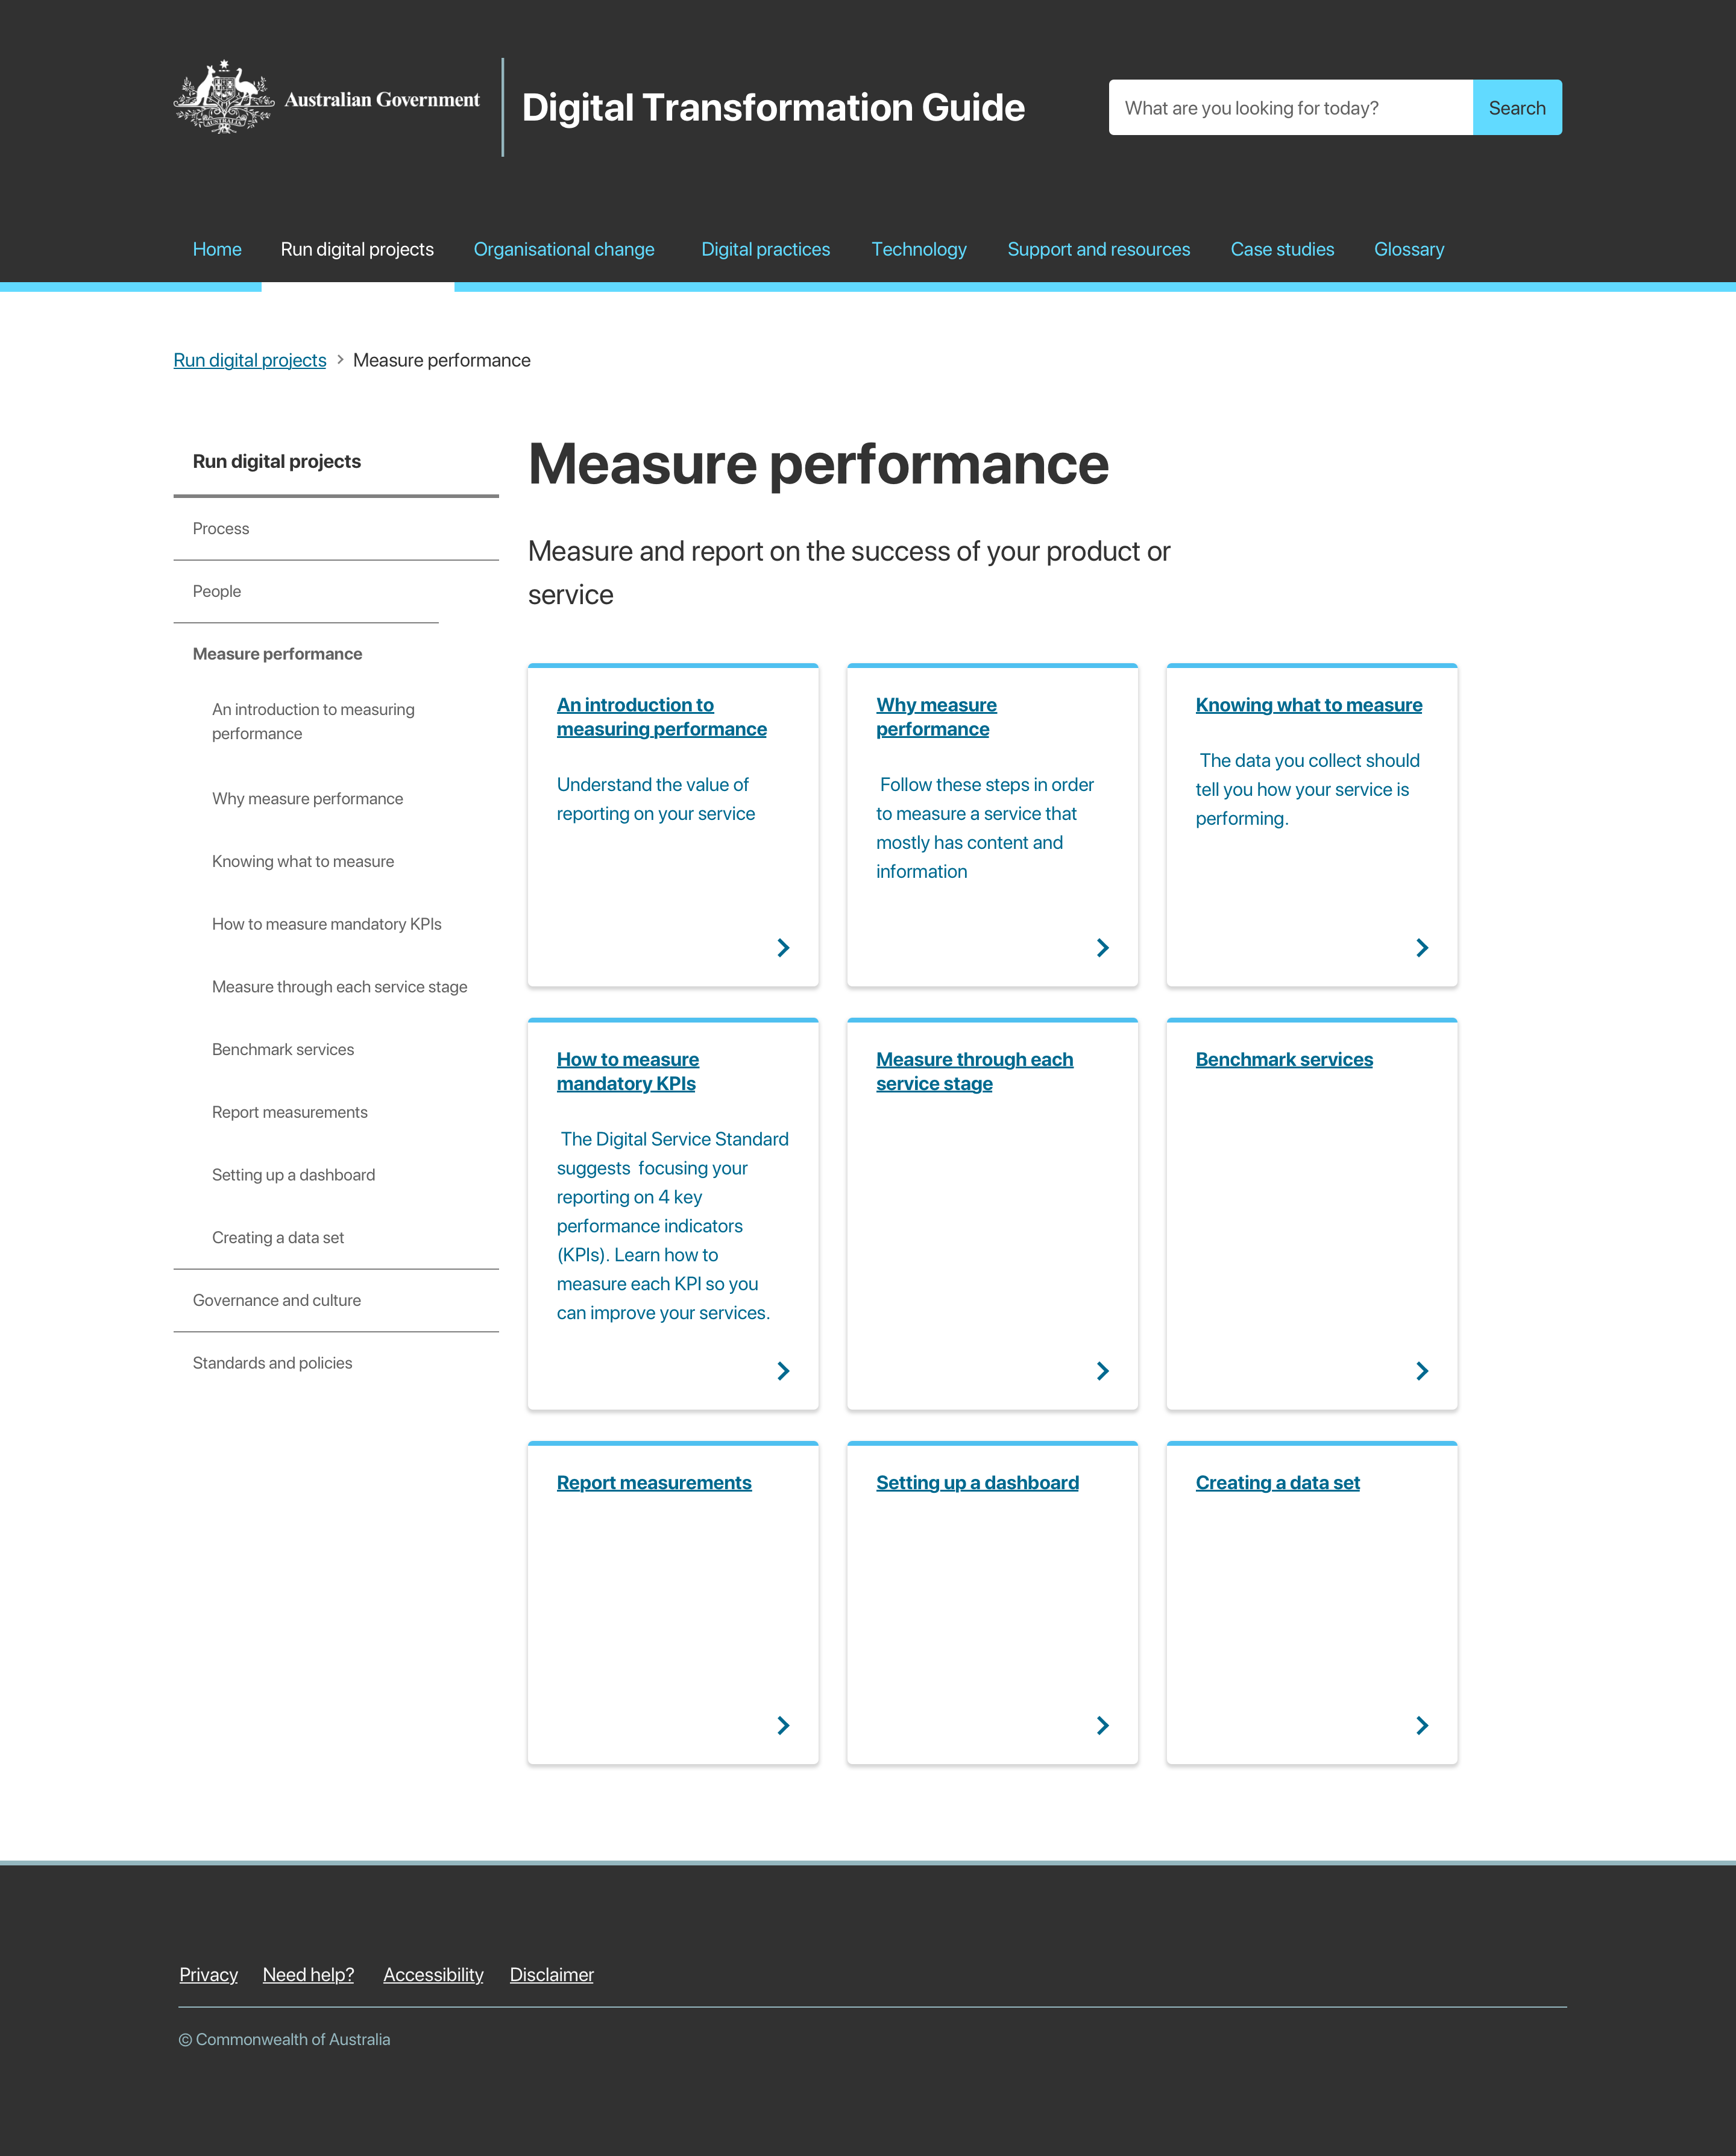 Australian Government
Digital Transformation Guide
What are you looking for today?
Search
Home
Run digital projects
Organisational change
Digital practices
Technology
Support and resources
Case studies
Glossary
Run digital projects
Measure performance
Run digital projects
Process
People
Measure performance
An introduction to measuring
performance
Why measure performance
Knowing what to measure
How to measure mandatory KPIs
Measure through each service stage
Benchmark services
Report measurements
Setting up a dashboard
Creating a data set
Governance and culture
Standards and policies
Measure performance
Measure and report on the success of your product or
service
An introduction to
measuring performance
Understand the value of
reporting on your service
Why measure
performance
Follow these steps in order
to measure a service that
mostly has content and
information
Knowing what to measure
The data you collect should
tell you how your service is
performing.
How to measure
mandatory KPIs
The Digital Service Standard
suggests  focusing your
reporting on 4 key
performance indicators
(KPIs). Learn how to
measure each KPI so you
can improve your services.
Measure through each
service stage
Benchmark services
Report measurements
Setting up a dashboard
Creating a data set
Privacy
Need help?
Accessibility
Disclaimer
© Commonwealth of Australia